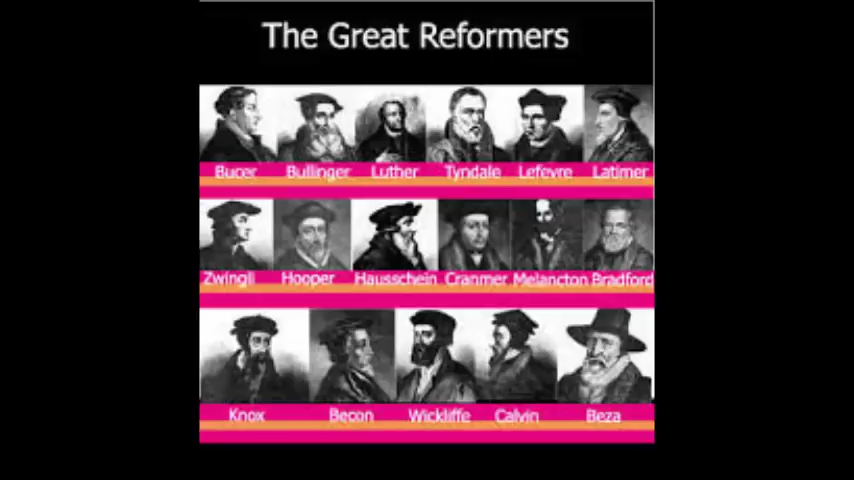 The Great Reformers
Bucer Bullinger Luther Tyndale Lefevre Latimer
Zwingli Hooper Hausschein Cranmer Melancton Bradford
Knox Becon Wickliffe Calvin Beza